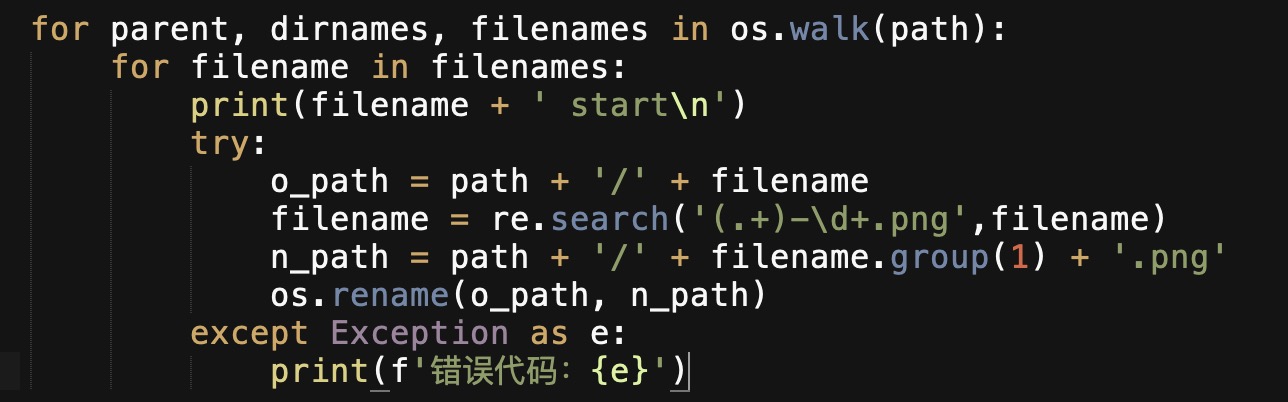 for parent, dirnames, filenames in os.walk(path):
    for filename in filenames:
        print(filename + ' start\n')
        try:
            o_path = path + '/' + filename
            filename = re.search('(.+)-\d+.png',filename)
            n_path = path + '/' + filename.group(1) + '.png'
            os.rename(o_path, n_path)
        except Exception as e:
            print(f'错误代码：{e}')